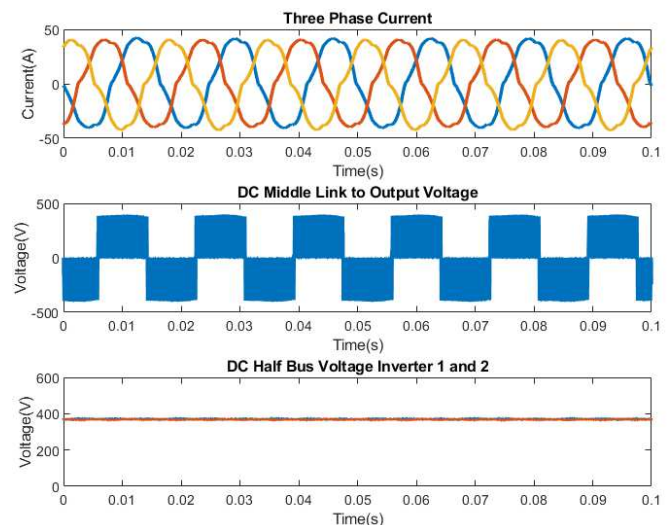 Three Phase Current
Current(A)
50
0
-50
0 0.01 0.02 0.03 0.04 0.05 0.06 0.07 0.08 0.09 0.1
Time(s)
DC Middle Link to Output Voltage
Voltage(V)
500
0
-500
0 0.01 0.02 0.03 0.04 0.05 0.06 0.07 0.08 0.09 0.1
Time(s)
DC Half Bus Voltage Inverter 1 and 2
Voltage(V)
600
400
200
0
0 0.01 0.02 0.03 0.04 0.05 0.06 0.07 0.08 0.09 0.1
Time(s)